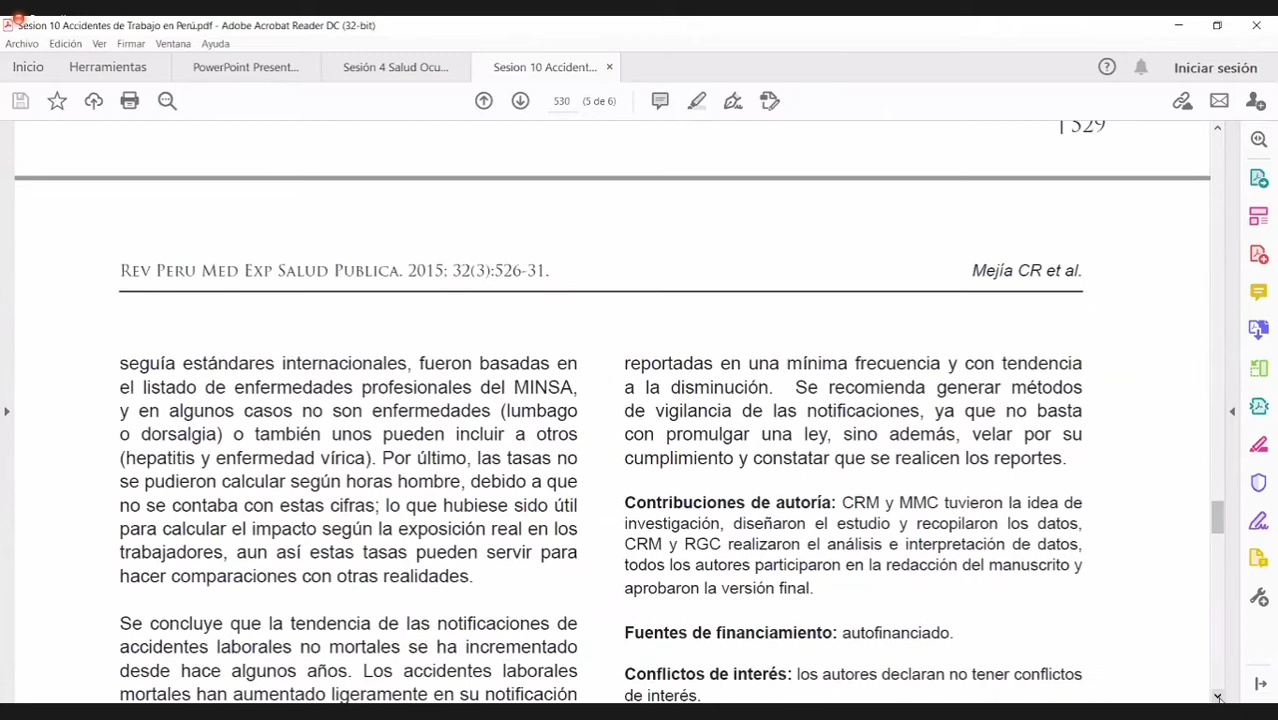 Sesion 10 Accidentes de Trabajo en Perú.pdf - Adobe Acrobat Reader DC (32-bit)
Archivo Edición Ver Firmar Ventana Ayuda
Inicio Herramientas PowerPoint Present... Sesión 4 Salud Ocu... Sesion 10 Accident... × Iniciar sesión
530 (5 de 6)
| 529
Rev Peru Med Exp Salud Publica. 2015; 32(3):526-31. Mejía CR et al.
seguía estándares internacionales, fueron basadas en
el listado de enfermedades profesionales del MINSA,
y en algunos casos no son enfermedades (lumbago
o dorsalgia) o también unos pueden incluir a otros
(hepatitis y enfermedad vírica). Por último, las tasas no
se pudieron calcular según horas hombre, debido a que
no se contaba con estas cifras; lo que hubiese sido útil
para calcular el impacto según la exposición real en los
trabajadores, aun así estas tasas pueden servir para
hacer comparaciones con otras realidades.
Se concluye que la tendencia de las notificaciones de
accidentes laborales no mortales se ha incrementado
desde hace algunos años. Los accidentes laborales
mortales han aumentado ligeramente en su notificación
reportadas en una mínima frecuencia y con tendencia
a la disminución. Se recomienda generar métodos
de vigilancia de las notificaciones, ya que no basta
con promulgar una ley, sino además, velar por su
cumplimiento y constatar que se realicen los reportes.
Contribuciones de autoría: CRM y MMC tuvieron la idea de
investigación, diseñaron el estudio y recopilaron los datos,
CRM y RGC realizaron el análisis e interpretación de datos,
todos los autores participaron en la redacción del manuscrito y
aprobaron la versión final.
Fuentes de financiamiento: autofinanciado.
Conflictos de interés: los autores declaran no tener conflictos
de interés.